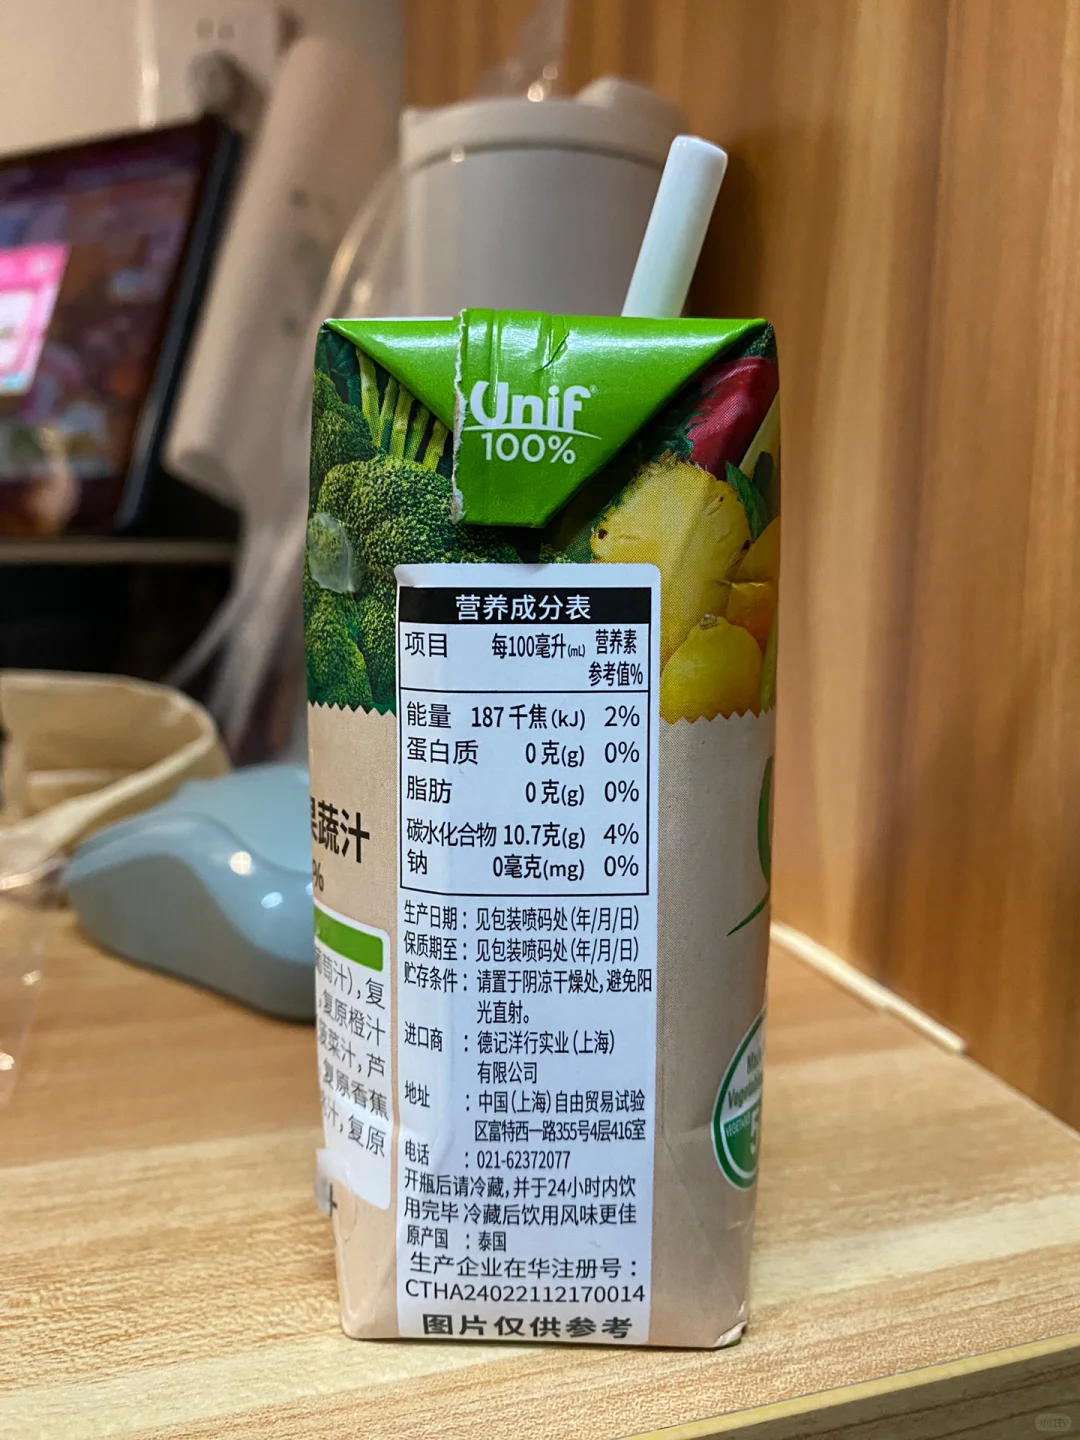 Unif
100%
营养成分表
项目 每100毫升(mL) 营养素
参考值%
能量 187千焦(kJ) 2%
蛋白质 0克(g) 0%
脂肪 0克(g) 0%
碳水化合物 10.7克(g) 4%
钠 0毫克(mg) 0%
生产日期：见包装喷码处(年/月/日)
保质期至：见包装喷码处(年/月/日)
贮存条件：请置于阴凉干燥处,避免阳
光直射。
进口商 ：德记洋行实业(上海)
有限公司
地址 ：中国(上海)自由贸易试验
区富特西一路355号4层416室
电话 ：021-62372077
开瓶后请冷藏,并于24小时内饮
用完毕 冷藏后饮用风味更佳
原产国 ：泰国
生产企业在华注册号：
CTHA24022112170014
图片仅供参考
蔬汁
%
萄汁),复
,复原橙汁
菠菜汁,芦
复原香蕉
汁,复原